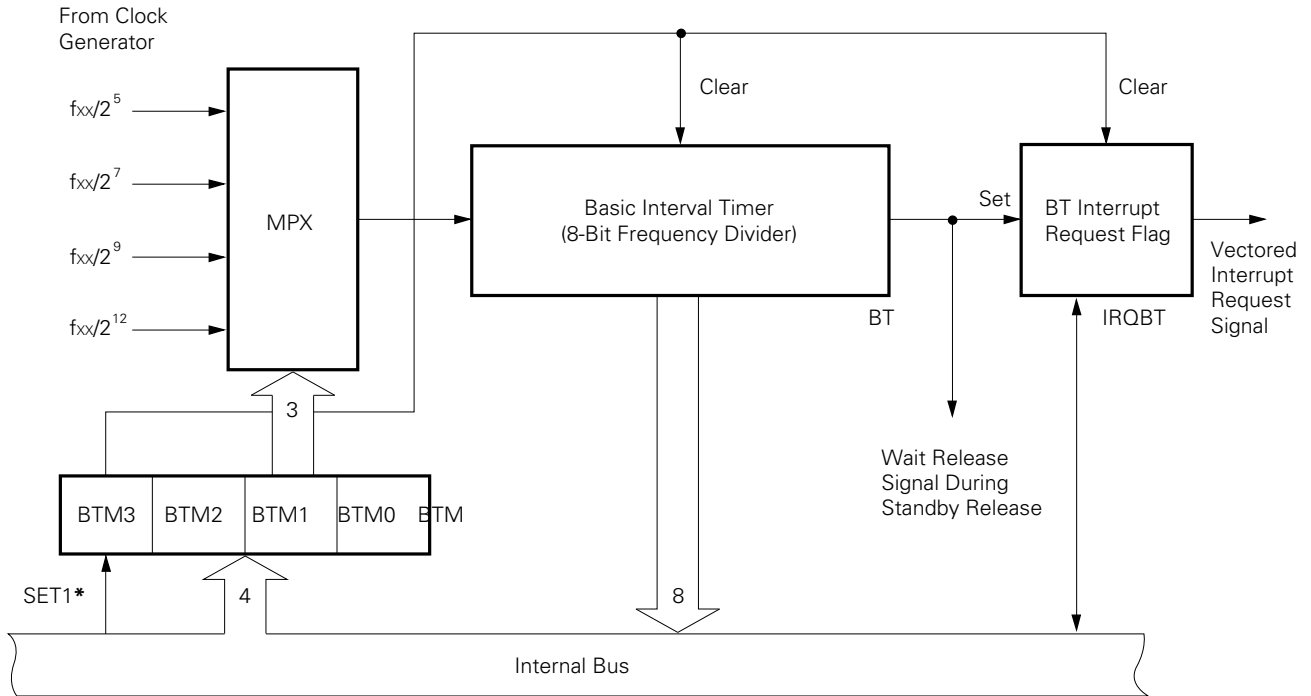 From Clock
Generator
fxx/2^5
fxx/2^7
fxx/2^9
fxx/2^12
MPX
3
Clear
Clear
Basic Interval Timer
(8-Bit Frequency Divider)
BT
Set
BT Interrupt
Request Flag
IRQBT
Vectored
Interrupt
Request
Signal
Wait Release
Signal During
Standby Release
BTM3 BTM2 BTM1 BTM0 BTM
SET1*
4
8
Internal Bus